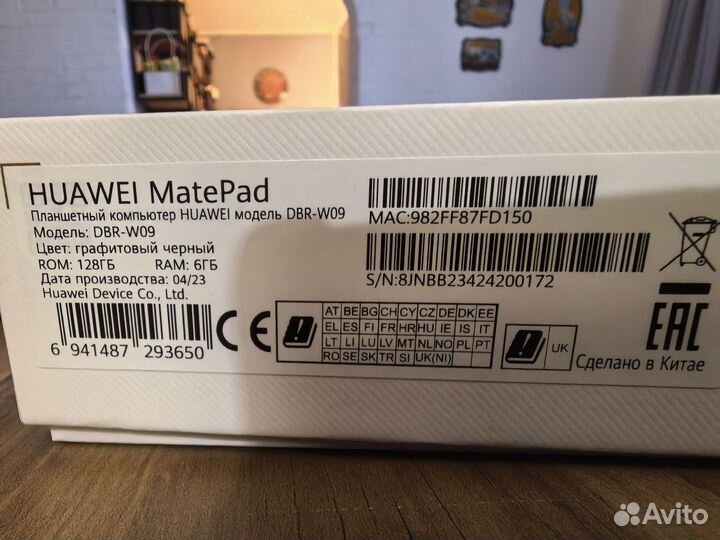 HUAWEI MatePad
Планшетный компьютер HUAWEI модель DBR-W09
Модель: DBR-W09
Цвет: графитовый черный
ROM: 128ГБ RAM: 6ГБ
Дата производства: 04/23
Huawei Device Co., Ltd.
6 941487 293650
CE
MAC:982FF87FD150
S/N:8JNBB23424200172
AT BE BG CH CY CZ DE DK EE
EL ES FI FR HR HU IE IS IT
LT LI LU LV MT NL NO PL PT
RO SE SK TR SI UK(NI)
UK
EAC
Сделано в Китае
Avito